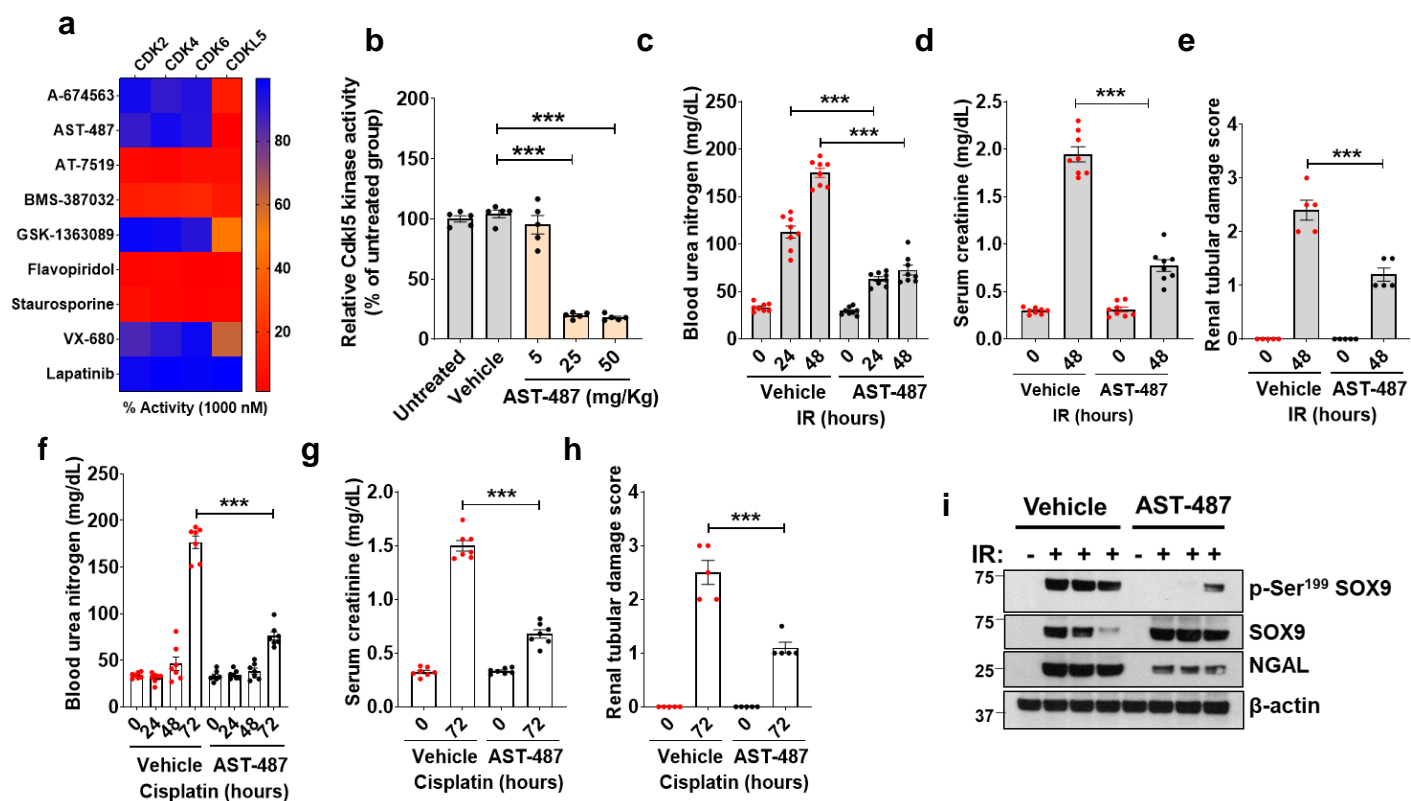 a
CDK2 CDK4 CDK6 CDKL5
A-674563
AST-487
AT-7519
BMS-387032
GSK-1363089
Flavopiridol
Staurosporine
VX-680
Lapatinib
80
60
40
20
% Activity (1000 nM)
b
Relative Cdkl5 kinase activity
(% of untreated group)
200
150
100
50
0
***
***
Untreated Vehicle 5 25 50
AST-487 (mg/Kg)
c
Blood urea nitrogen (mg/dL)
250
200
150
100
50
0
***
***
0 24 48 0 24 48
Vehicle AST-487
IR (hours)
d
Serum creatinine (mg/dL)
2.5
2.0
1.5
1.0
0.5
0.0
***
0 48 0 48
Vehicle AST-487
IR (hours)
e
Renal tubular damage score
4
3
2
1
0
***
0 48 0 48
Vehicle AST-487
IR (hours)
f
Blood urea nitrogen (mg/dL)
250
200
150
100
50
0
***
0 24 48 72 0 24 48 72
Vehicle AST-487
Cisplatin (hours)
g
Serum creatinine (mg/dL)
2.0
1.5
1.0
0.5
0.0
***
0 72 0 72
Vehicle AST-487
Cisplatin (hours)
h
Renal tubular damage score
4
3
2
1
0
***
0 72 0 72
Vehicle AST-487
Cisplatin (hours)
i
Vehicle AST-487
IR: - + + + - + + +
75 p-Ser¹⁹⁹ SOX9
75 SOX9
25 NGAL
37 β-actin